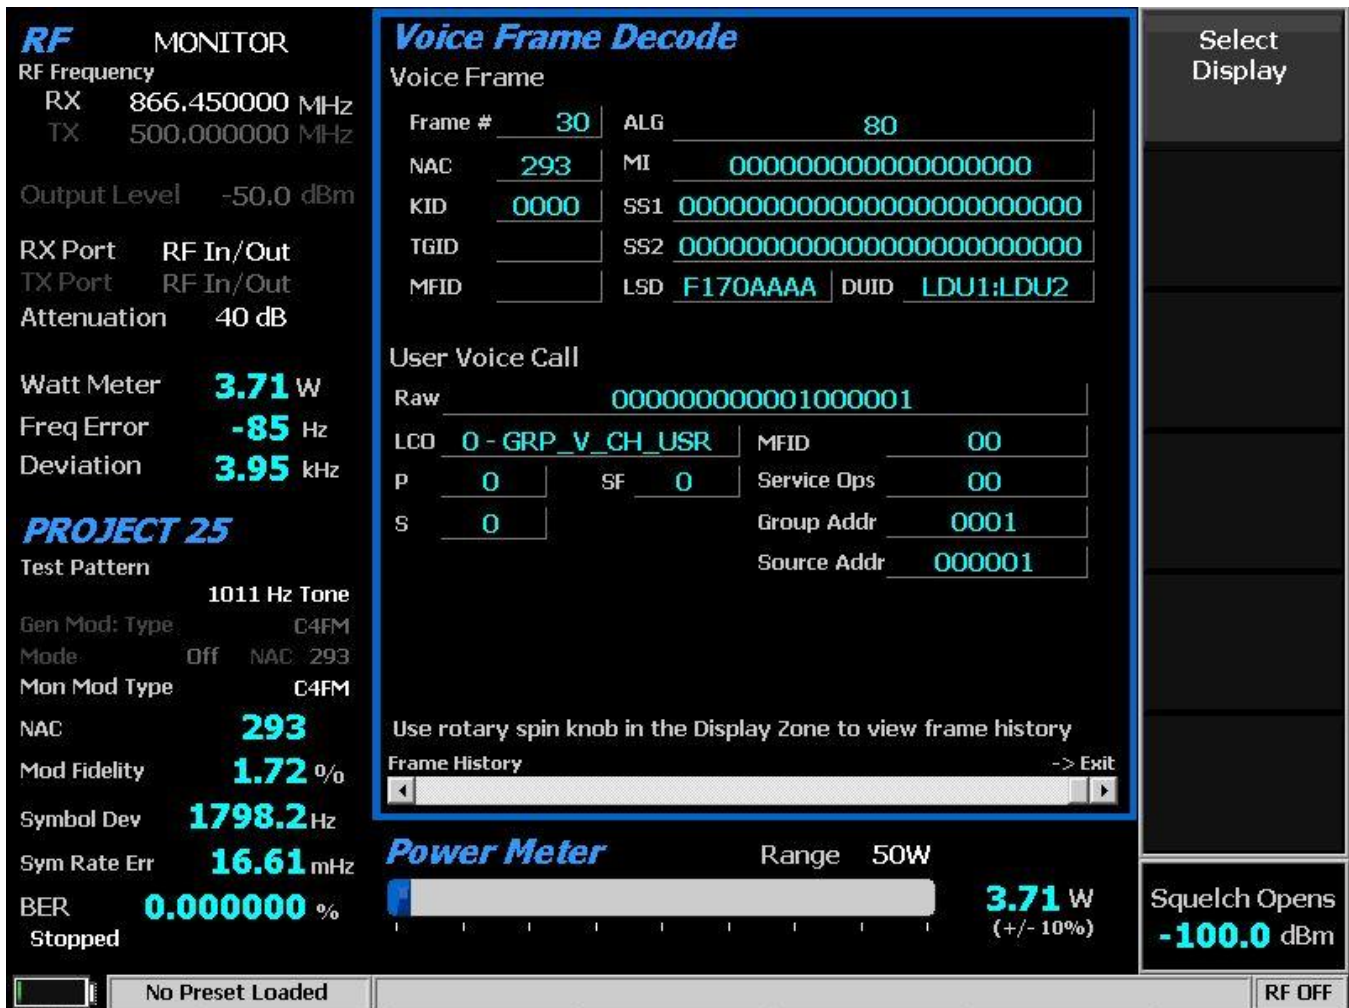 RF MONITOR
RF Frequency
RX 866.450000 MHz
TX 500.000000 MHz
Output Level -50.0 dBm
RX Port RF In/Out
TX Port RF In/Out
Attenuation 40 dB
Watt Meter 3.71 W
Freq Error -85 Hz
Deviation 3.95 kHz
PROJECT 25
Test Pattern
1011 Hz Tone
Gen Mod: Type C4FM
Mode Off NAC 293
Mon Mod Type C4FM
NAC 293
Mod Fidelity 1.72 %
Symbol Dev 1798.2 Hz
Sym Rate Err 16.61 mHz
BER 0.000000 %
Stopped
Voice Frame Decode
Voice Frame
Frame # 30 ALG 80
NAC 293 MI 000000000000000000
KID 0000 SS1 000000000000000000000000
TGID SS2 000000000000000000000000
MFID LSD F170AAAA DUID LDU1:LDU2
User Voice Call
Raw 000000000001000001
LCO 0 - GRP_V_CH_USR MFID 00
P 0 SF 0 Service Ops 00
S 0 Group Addr 0001
Source Addr 000001
Use rotary spin knob in the Display Zone to view frame history
Frame History -> Exit
Power Meter Range 50W
3.71 W
(+/- 10%)
Select
Display
Squelch Opens
-100.0 dBm
No Preset Loaded
RF OFF